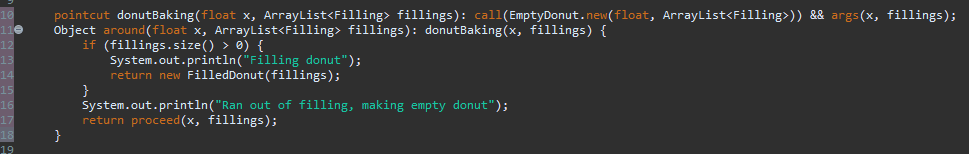 10 pointcut donutBaking(float x, ArrayList<Filling> fillings): call(EmptyDonut.new(float, ArrayList<Filling>)) && args(x, fillings);
11 Object around(float x, ArrayList<Filling> fillings): donutBaking(x, fillings) {
12 if (fillings.size() > 0) {
13 System.out.println("Filling donut");
14 return new FilledDonut(fillings);
15 }
16 System.out.println("Ran out of filling, making empty donut");
17 return proceed(x, fillings);
18 }
19